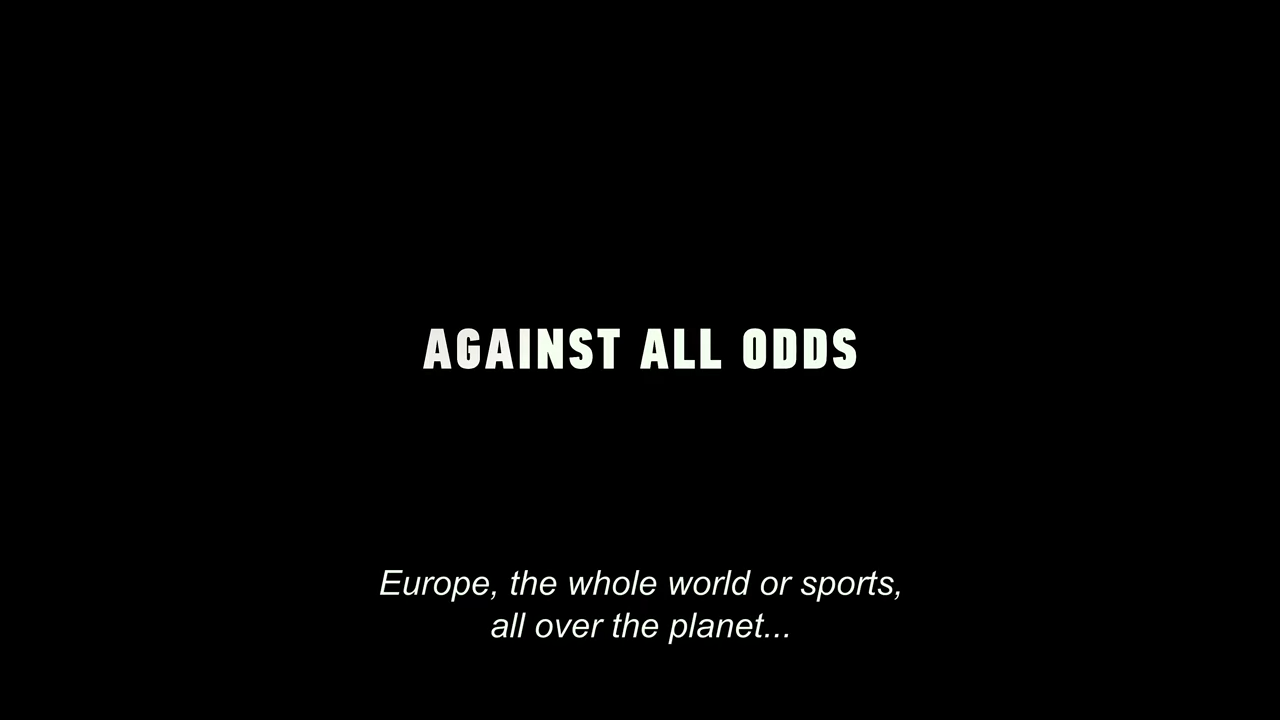 AGAINST ALL ODDS
Europe, the whole world or sports,
all over the planet...